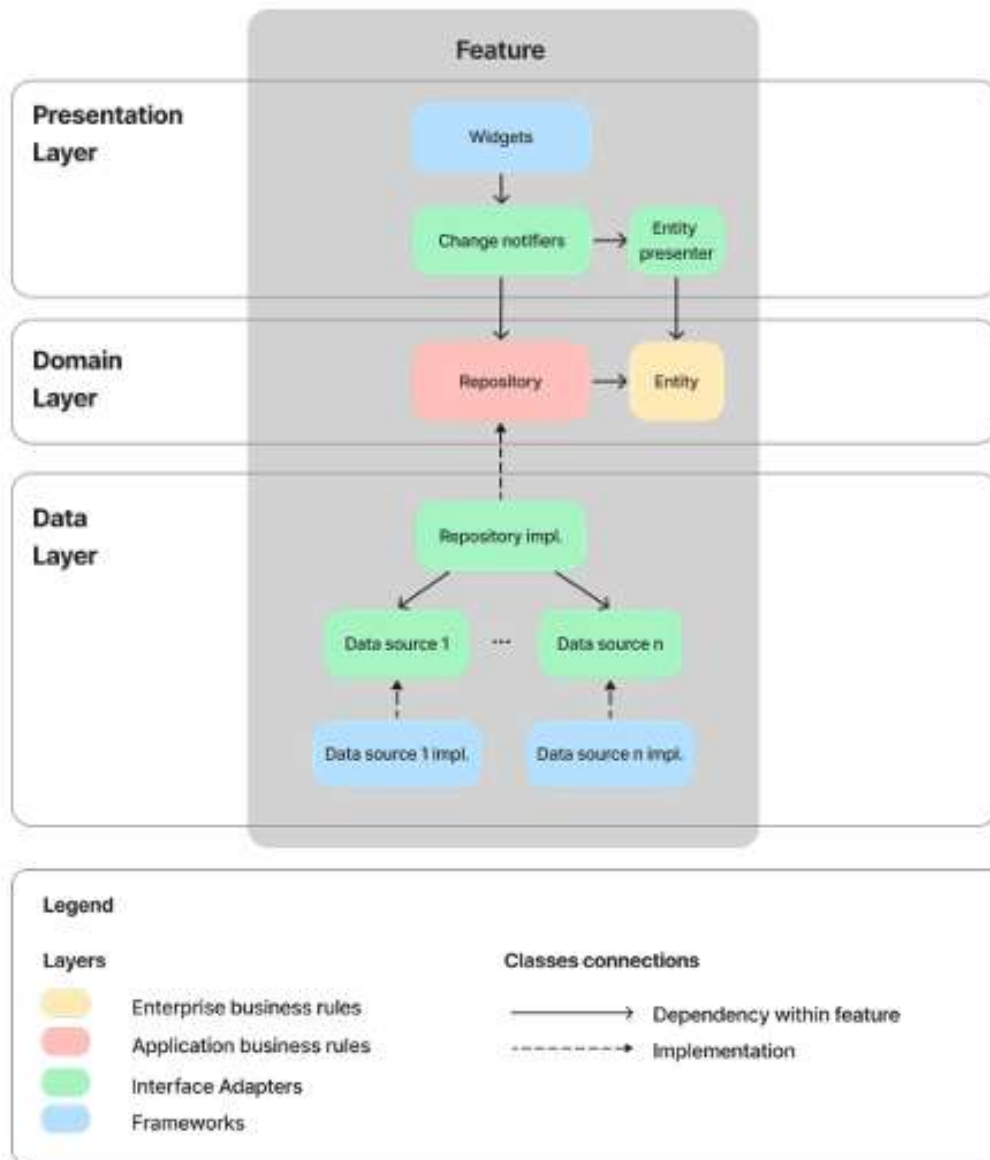 Feature
Presentation
Layer
Widgets
Change notifiers
Entity
presenter
Domain
Layer
Repository
Entity
Data
Layer
Repository impl.
Data source 1
...
Data source n
Data source 1 impl.
Data source n impl.
Legend
Layers
Classes connections
Enterprise business rules
Dependency within feature
Application business rules
Implementation
Interface Adapters
Frameworks